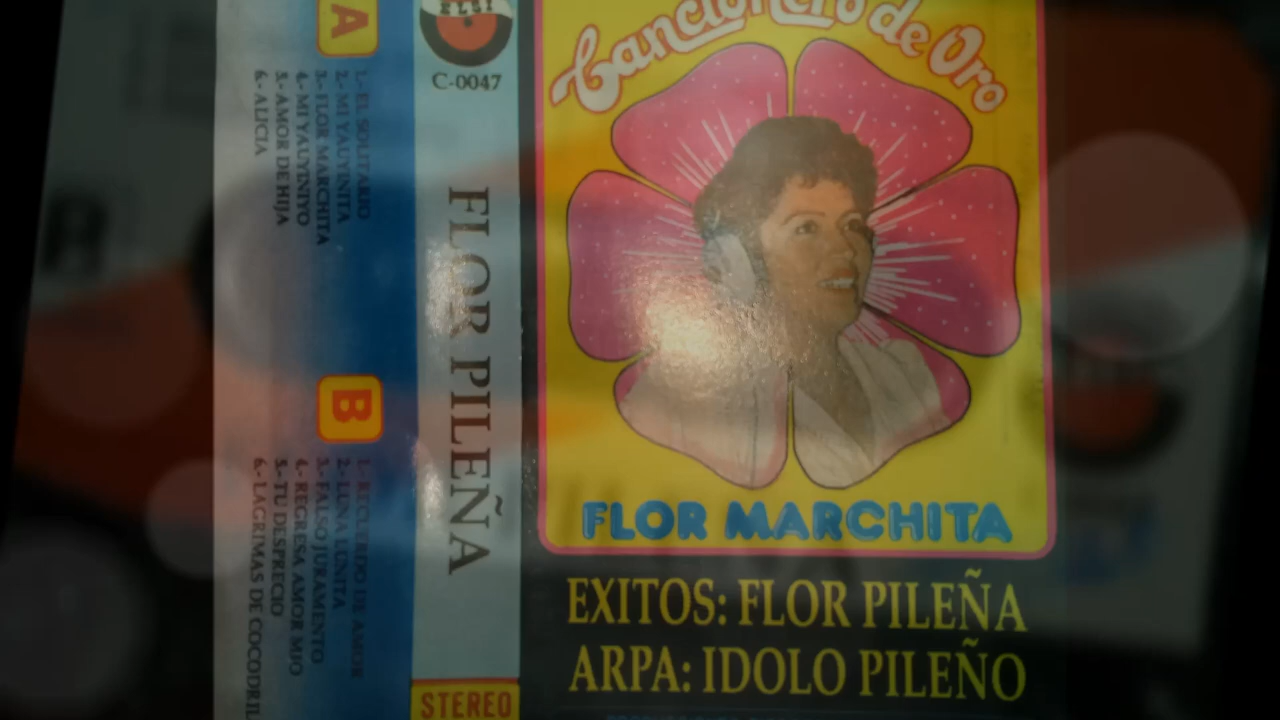 A
1.- EL SOLITARIO
2.- MI YAUYINITA
3.- FLOR MARCHITA
4.- MI YAUYINIYO
5.- AMOR DE HIJA
6.- ALICIA
B
1.- RECUERDO DE AMOR
2.- LUNA LUNITA
3.- FALSO JURAMENTO
4.- REGRESA AMOR MIO
5.- TU DESPRECIO
6.- LAGRIMAS DE COCODRIL
C-0047
FLOR PILEÑA
STEREO
Cancionero de Oro
FLOR MARCHITA
EXITOS: FLOR PILEÑA
ARPA: IDOLO PILEÑO